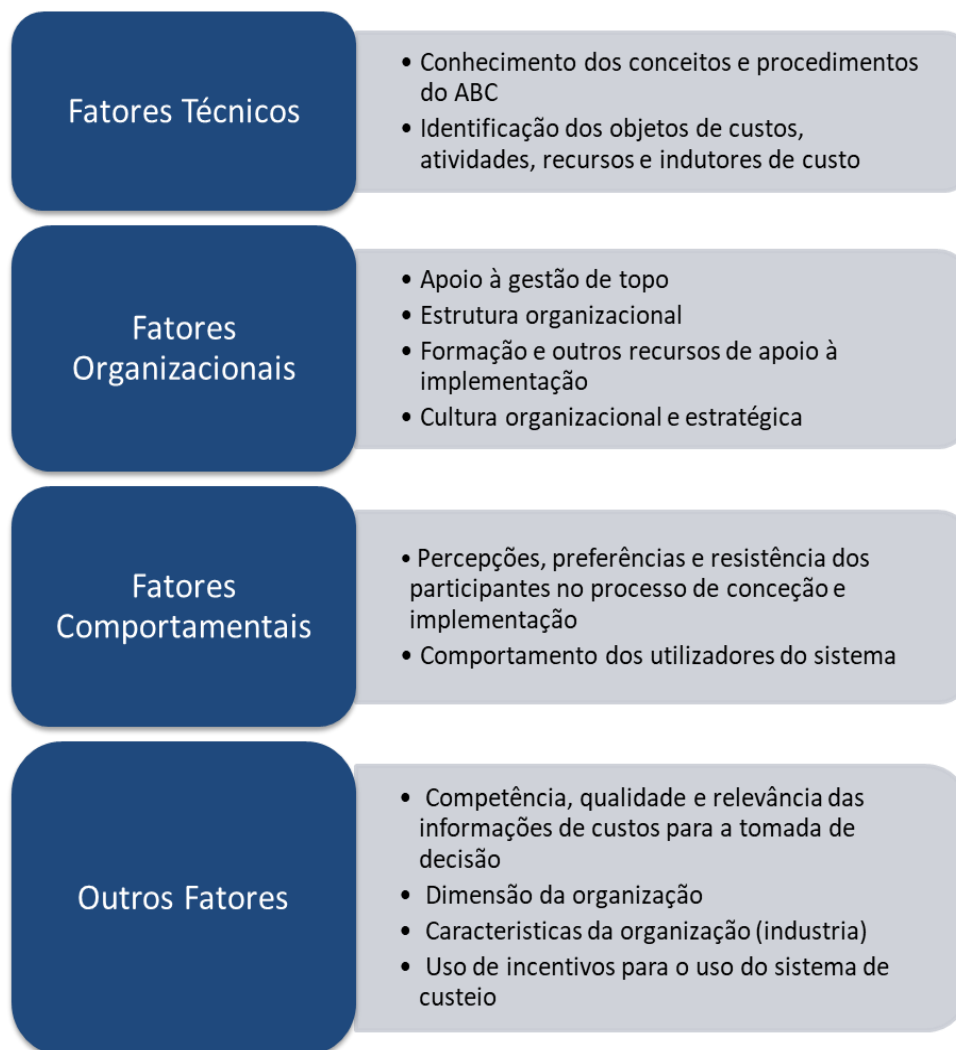 Fatores Técnicos
• Conhecimento dos conceitos e procedimentos
do ABC
• Identificação dos objetos de custos,
atividades, recursos e indutores de custo
Fatores
Organizacionais
• Apoio à gestão de topo
• Estrutura organizacional
• Formação e outros recursos de apoio à
implementação
• Cultura organizacional e estratégica
Fatores
Comportamentais
• Percepções, preferências e resistência dos
participantes no processo de conceção e
implementação
• Comportamento dos utilizadores do sistema
Outros Fatores
• Competência, qualidade e relevância das
informações de custos para a tomada de
decisão
• Dimensão da organização
• Caracteristicas da organização (industria)
• Uso de incentivos para o uso do sistema de
custeio